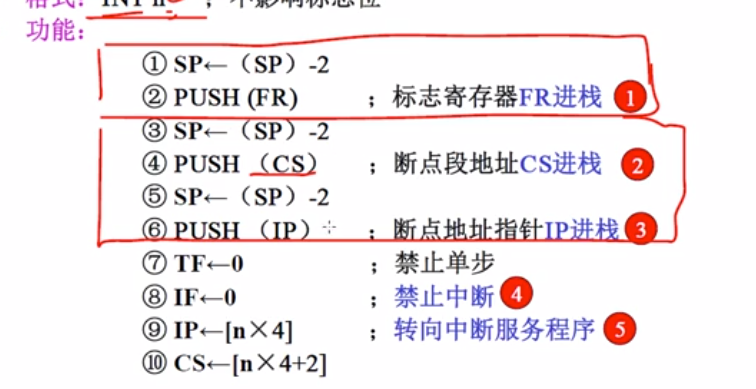 格式：INT n ；不影响标志位
功能：
① SP←（SP）-2
② PUSH (FR) ；标志寄存器FR进栈 1
③ SP←（SP）-2
④ PUSH （CS） ；断点段地址CS进栈 2
⑤ SP←（SP）-2
⑥ PUSH （IP） ；断点地址指针IP进栈 3
⑦ TF←0 ；禁止单步
⑧ IF←0 ；禁止中断 4
⑨ IP←[n×4] ；转向中断服务程序 5
⑩ CS←[n×4+2]